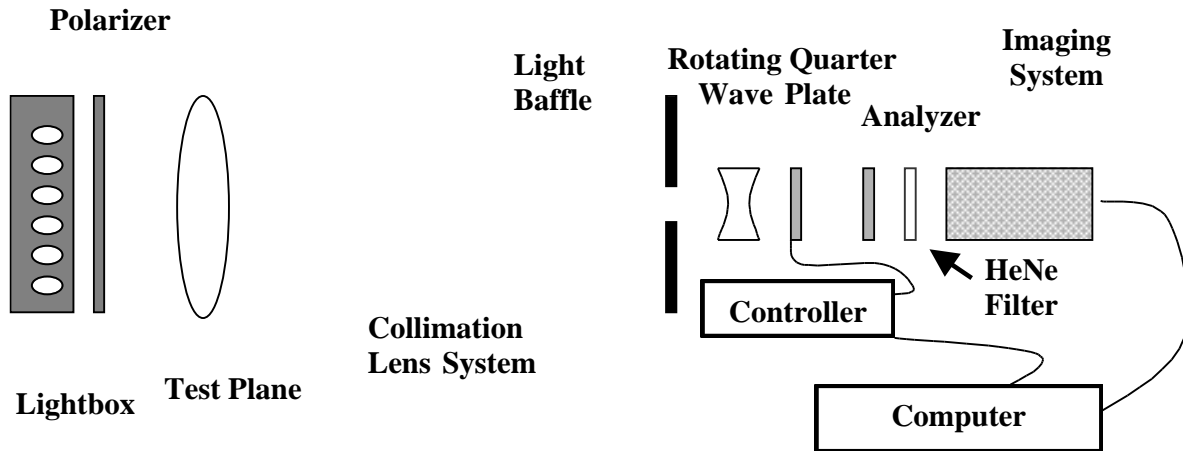 Polarizer
Light
Baffle
Rotating Quarter
Wave Plate
Imaging
System
Analyzer
HeNe
Filter
Controller
Collimation
Lens System
Test Plane
Lightbox
Computer